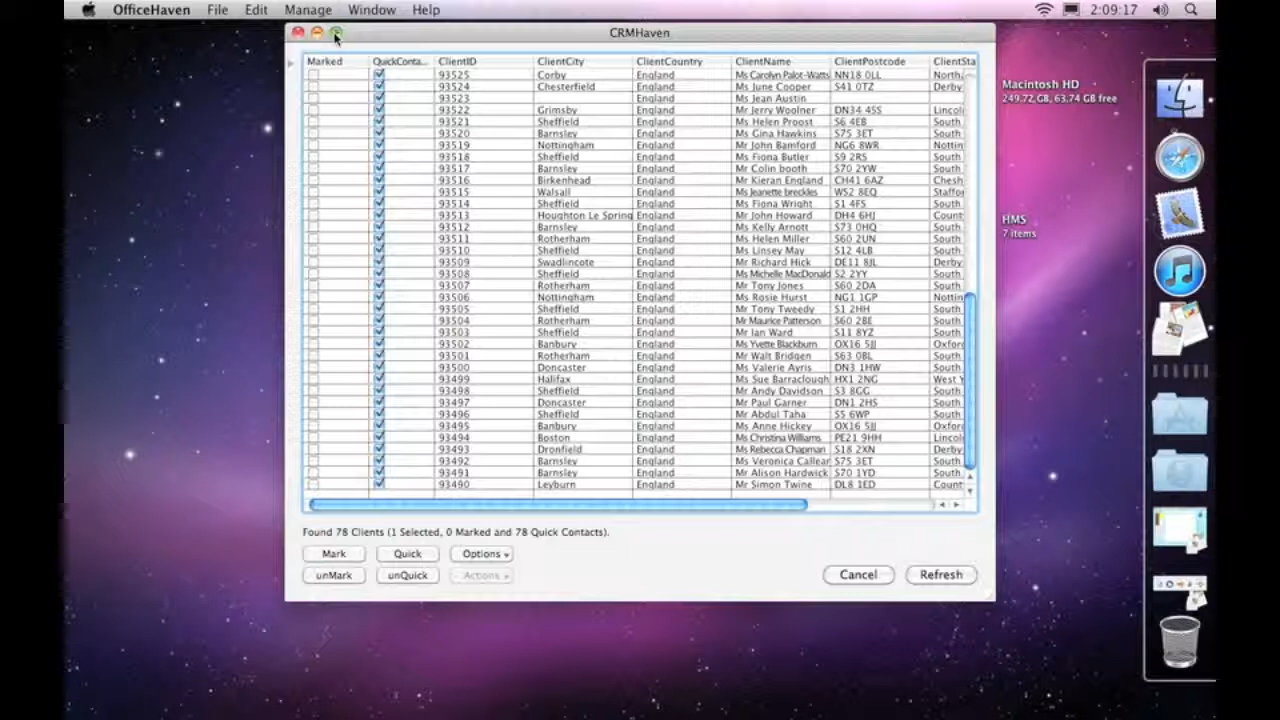 OfficeHaven File Edit Manage Window Help 2:09:17
CRMHaven
Marked QuickConta... ClientID ClientCity ClientCountry ClientName ClientPostcode ClientSta
93525 Corby England Ms Carolyn Palot-Watts NN18 0LL North
93524 Chesterfield England Ms June Cooper S41 0TZ Derby
93523 England Ms Jean Austin
93522 Grimsby England Mr Jerry Woolner DN34 4SS Lincol
93521 Sheffield England Ms Helen Proost S6 4EB South
93520 Barnsley England Ms Gina Hawkins S75 3ET South
93519 Nottingham England Mr John Bamford NG6 8WR Nottin
93518 Sheffield England Ms Fiona Butler S9 2RS South
93517 Barnsley England Mr Colin booth S70 2YW South
93516 Birkenhead England Mr Kieran England CH41 6AZ Chesh
93515 Walsall England Ms Jeanette breckles WS2 8EQ Staffo
93514 Sheffield England Ms Fiona Wright S1 4FS South
93513 Houghton Le Spring England Mr John Howard DH4 6HJ Count
93512 Barnsley England Ms Kelly Arnott S73 0HQ South
93511 Rotherham England Ms Helen Miller S60 2UN South
93510 Sheffield England Ms Linsey May S12 4LB South
93509 Swadlincote England Mr Richard Hick DE11 8JL Derby
93508 Sheffield England Ms Michelle MacDonald S2 2YY South
93507 Rotherham England Mr Tony Jones S60 2DA South
93506 Nottingham England Ms Rosie Hurst NG1 1GP Nottin
93505 Sheffield England Mr Tony Tweedy S1 2HH South
93504 Rotherham England Mr Maurice Patterson S60 2BE South
93503 Sheffield England Mr Ian Ward S11 8YZ South
93502 Banbury England Ms Yvette Blackburn OX16 5JJ Oxford
93501 Rotherham England Mr Walt Bridgen S63 0BL South
93500 Doncaster England Ms Valerie Ayris DN3 1HW South
93499 Halifax England Ms Sue Barraclough HX1 2NG West Y
93498 Sheffield England Mr Andy Davidson S3 8GG South
93497 Doncaster England Mr Paul Garner DN1 2HS South
93496 Sheffield England Mr Abdul Taha S5 6WP South
93495 Banbury England Ms Anne Hickey OX16 5JJ Oxford
93494 Boston England Ms Christina Williams PE21 9HH Lincol
93493 Dronfield England Ms Rebecca Chapman S18 2XN Derby
93492 Barnsley England Ms Veronica Callear S75 3ET South
93491 Barnsley England Mr Alison Hardwick S70 1YD South
93490 Leyburn England Mr Simon Twine DL8 1ED Count
Found 78 Clients (1 Selected, 0 Marked and 78 Quick Contacts).
Mark Quick Options
unMark unQuick Actions Cancel Refresh
Macintosh HD
249.72 GB, 63.74 GB free
HMS
7 items